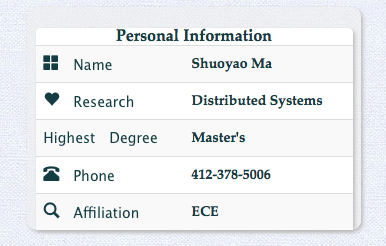 Personal Information
Name Shuoyao Ma
Research Distributed Systems
Highest Degree Master's
Phone 412-378-5006
Affiliation ECE